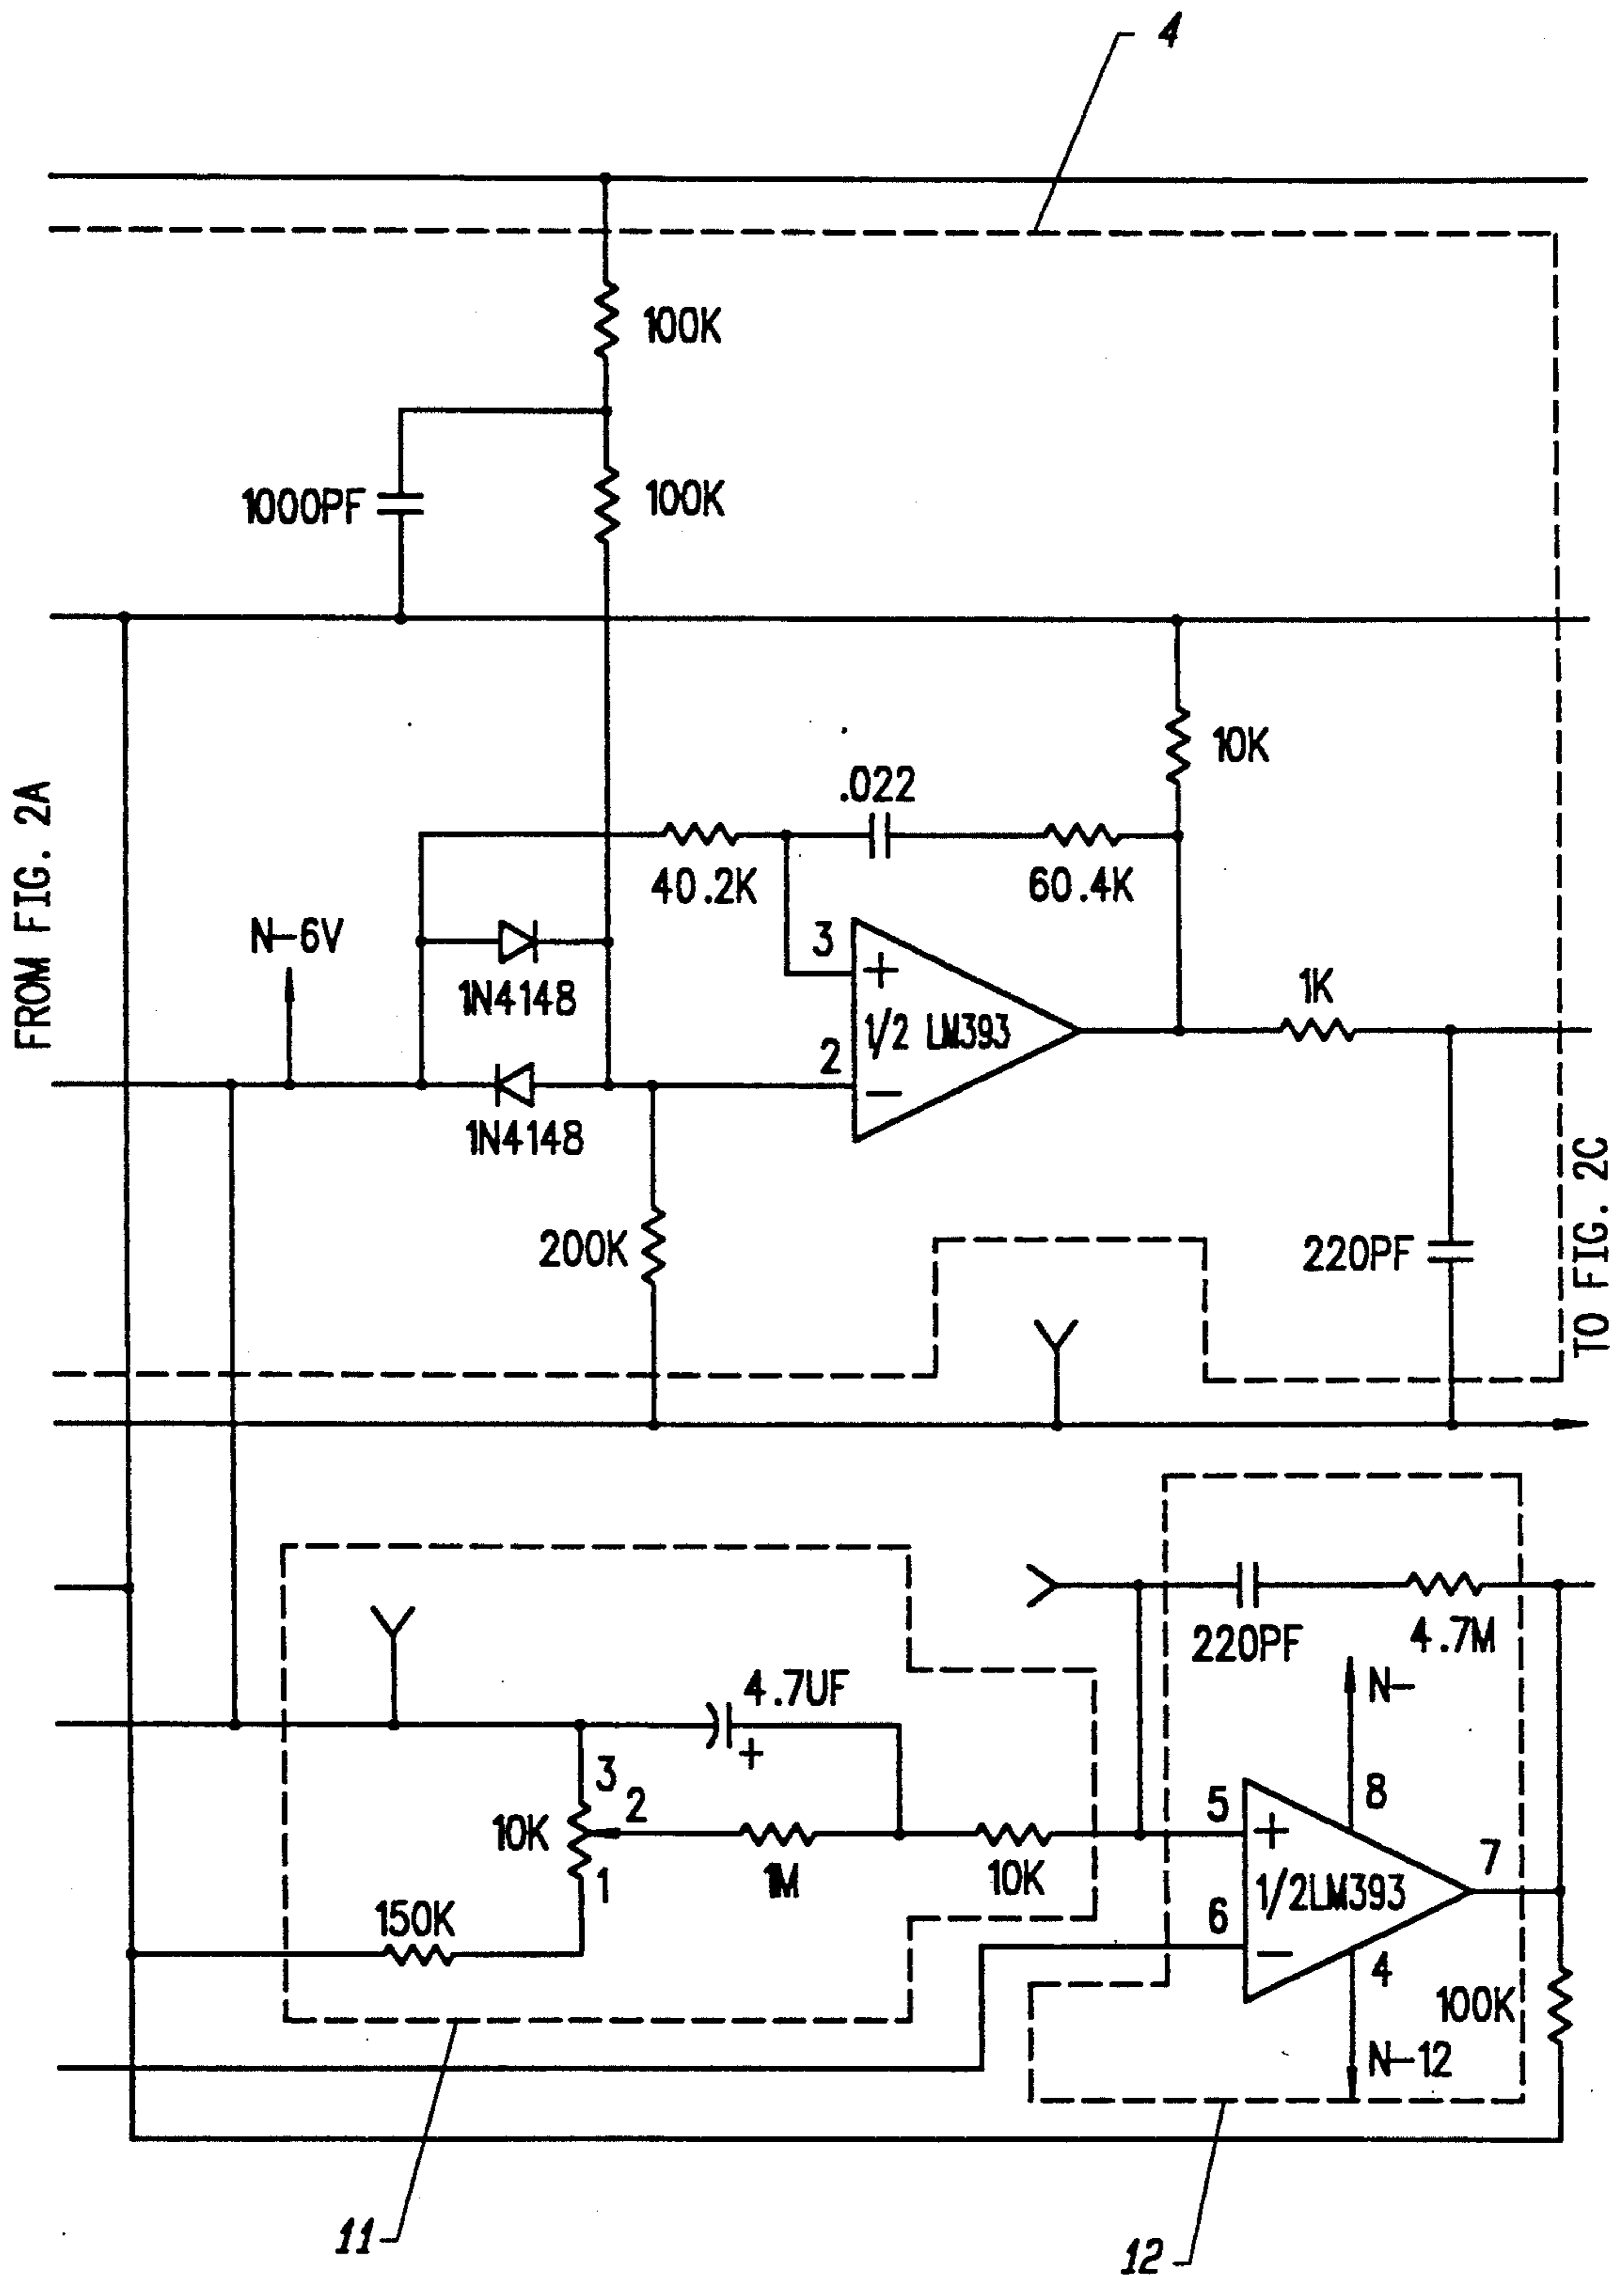 4
100K
1000PF
100K
10K
.022
FROM FIG. 2A
40.2K
60.4K
N-6V
3
+
1N4148
1/2 LM393
1K
2
−
1N4148
TO FIG. 2C
200K
220PF
220PF
4.7M
4.7UF
+
N-
3
2
8
5
+
10K
1
1M
10K
7
1/2LM393
150K
6
−
4
100K
N-12
11
12